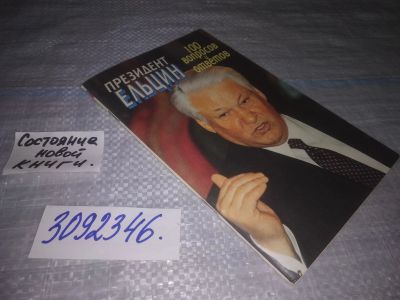 ПРЕЗИДЕНТ
ЕЛЬЦИН
100
вопросов
и
ответов
Состояние
новой
книги.
3092346.